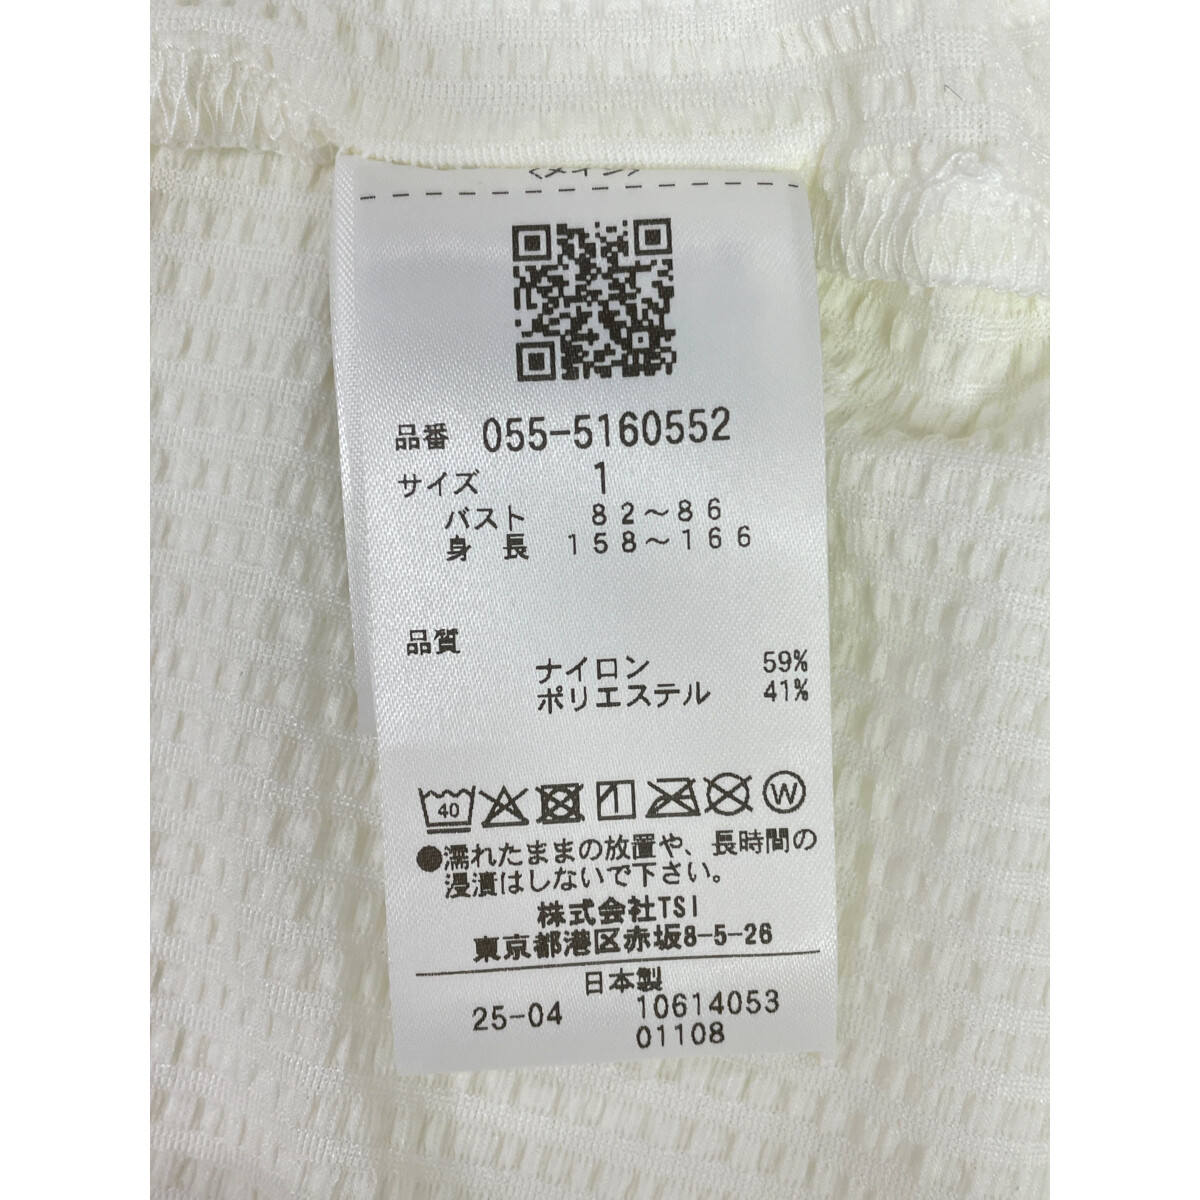 <メイン>
品番 055-5160552
サイズ 1
バスト 82～86
身長 158～166
品質
ナイロン 59%
ポリエステル 41%
40 W
●濡れたままの放置や、長時間の
浸漬はしないで下さい。
株式会社TSI
東京都港区赤坂8-5-26
日本製
25-04 10614053
01108